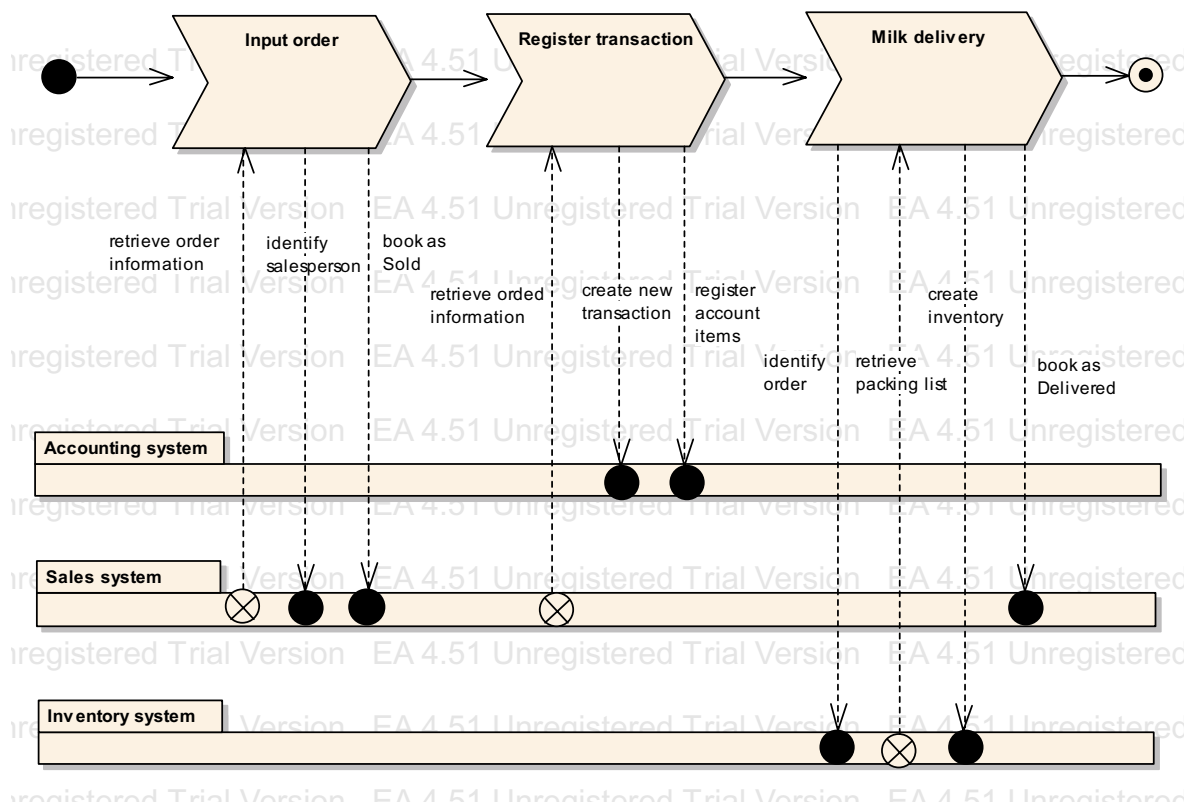 Input order
Register transaction
Milk delivery
retrieve order
information
identify
salesperson
book as
Sold
retrieve orded
information
create new
transaction
register
account
items
identify
order
retrieve
packing list
create
inventory
book as
Delivered
Accounting system
Sales system
Inventory system
Unregistered Trial Version EA 4.51 Unregistered Trial Version EA 4.51 Unregistered